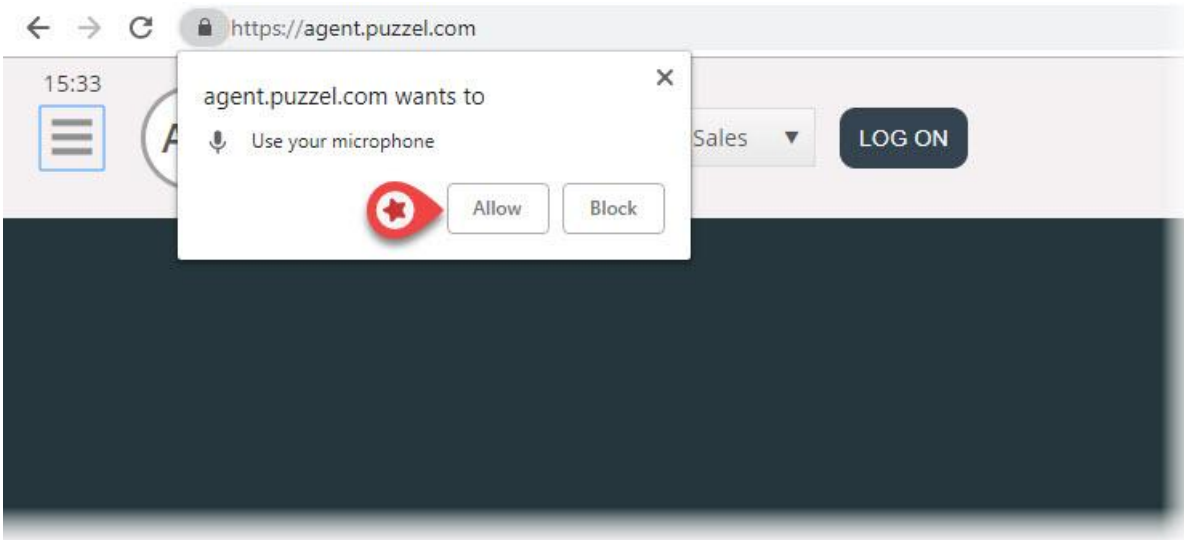 https://agent.puzzel.com
15:33
agent.puzzel.com wants to
Use your microphone
Sales
LOG ON
Allow
Block